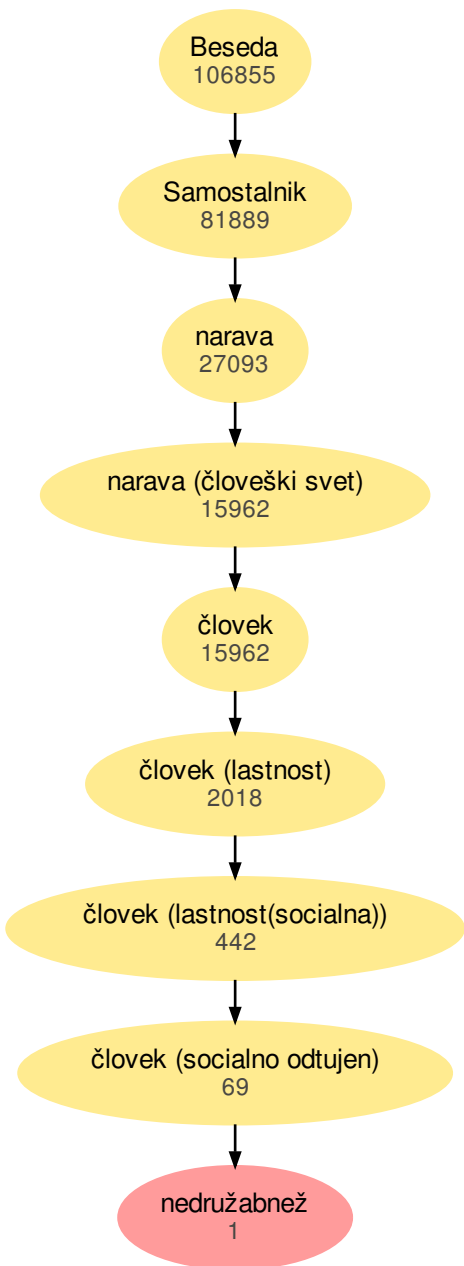 Beseda
106855
Samostalnik
81889
narava
27093
narava (človeški svet)
15962
človek
15962
človek (lastnost)
2018
človek (lastnost(socialna))
442
človek (socialno odtujen)
69
nedružabnež
1